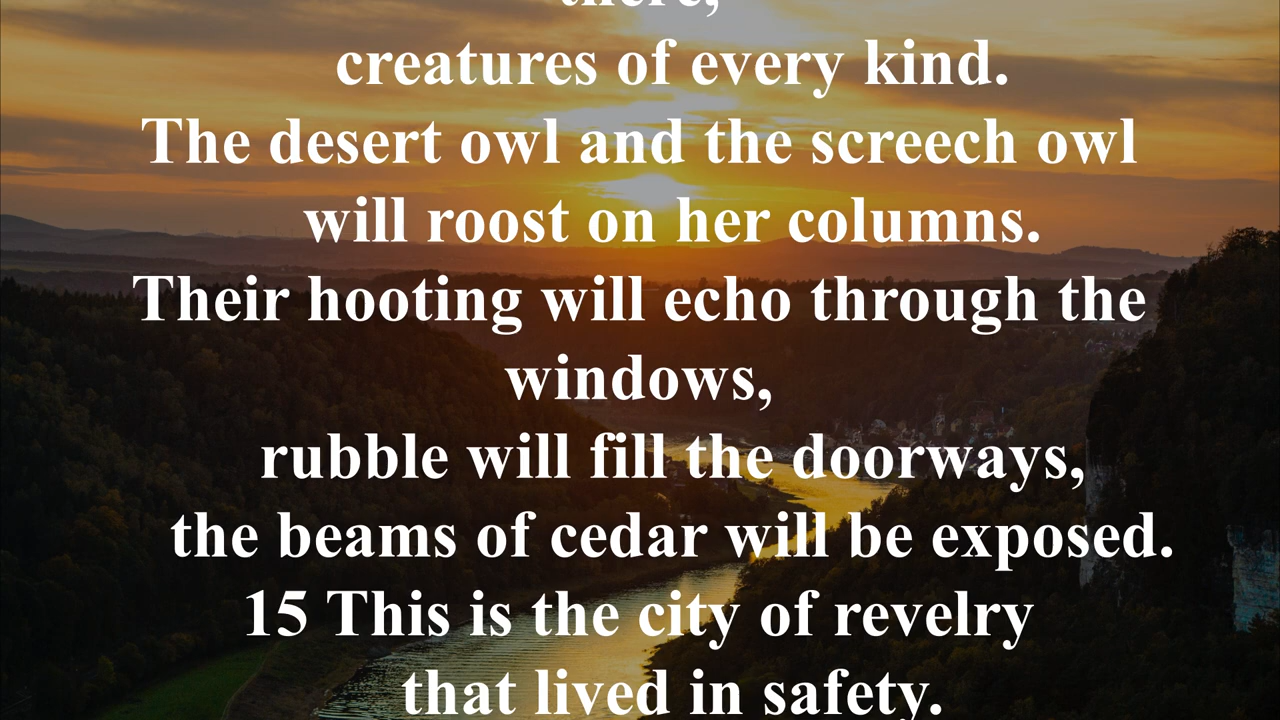 there,
creatures of every kind.
The desert owl and the screech owl
will roost on her columns.
Their hooting will echo through the
windows,
rubble will fill the doorways,
the beams of cedar will be exposed.
15 This is the city of revelry
that lived in safety.